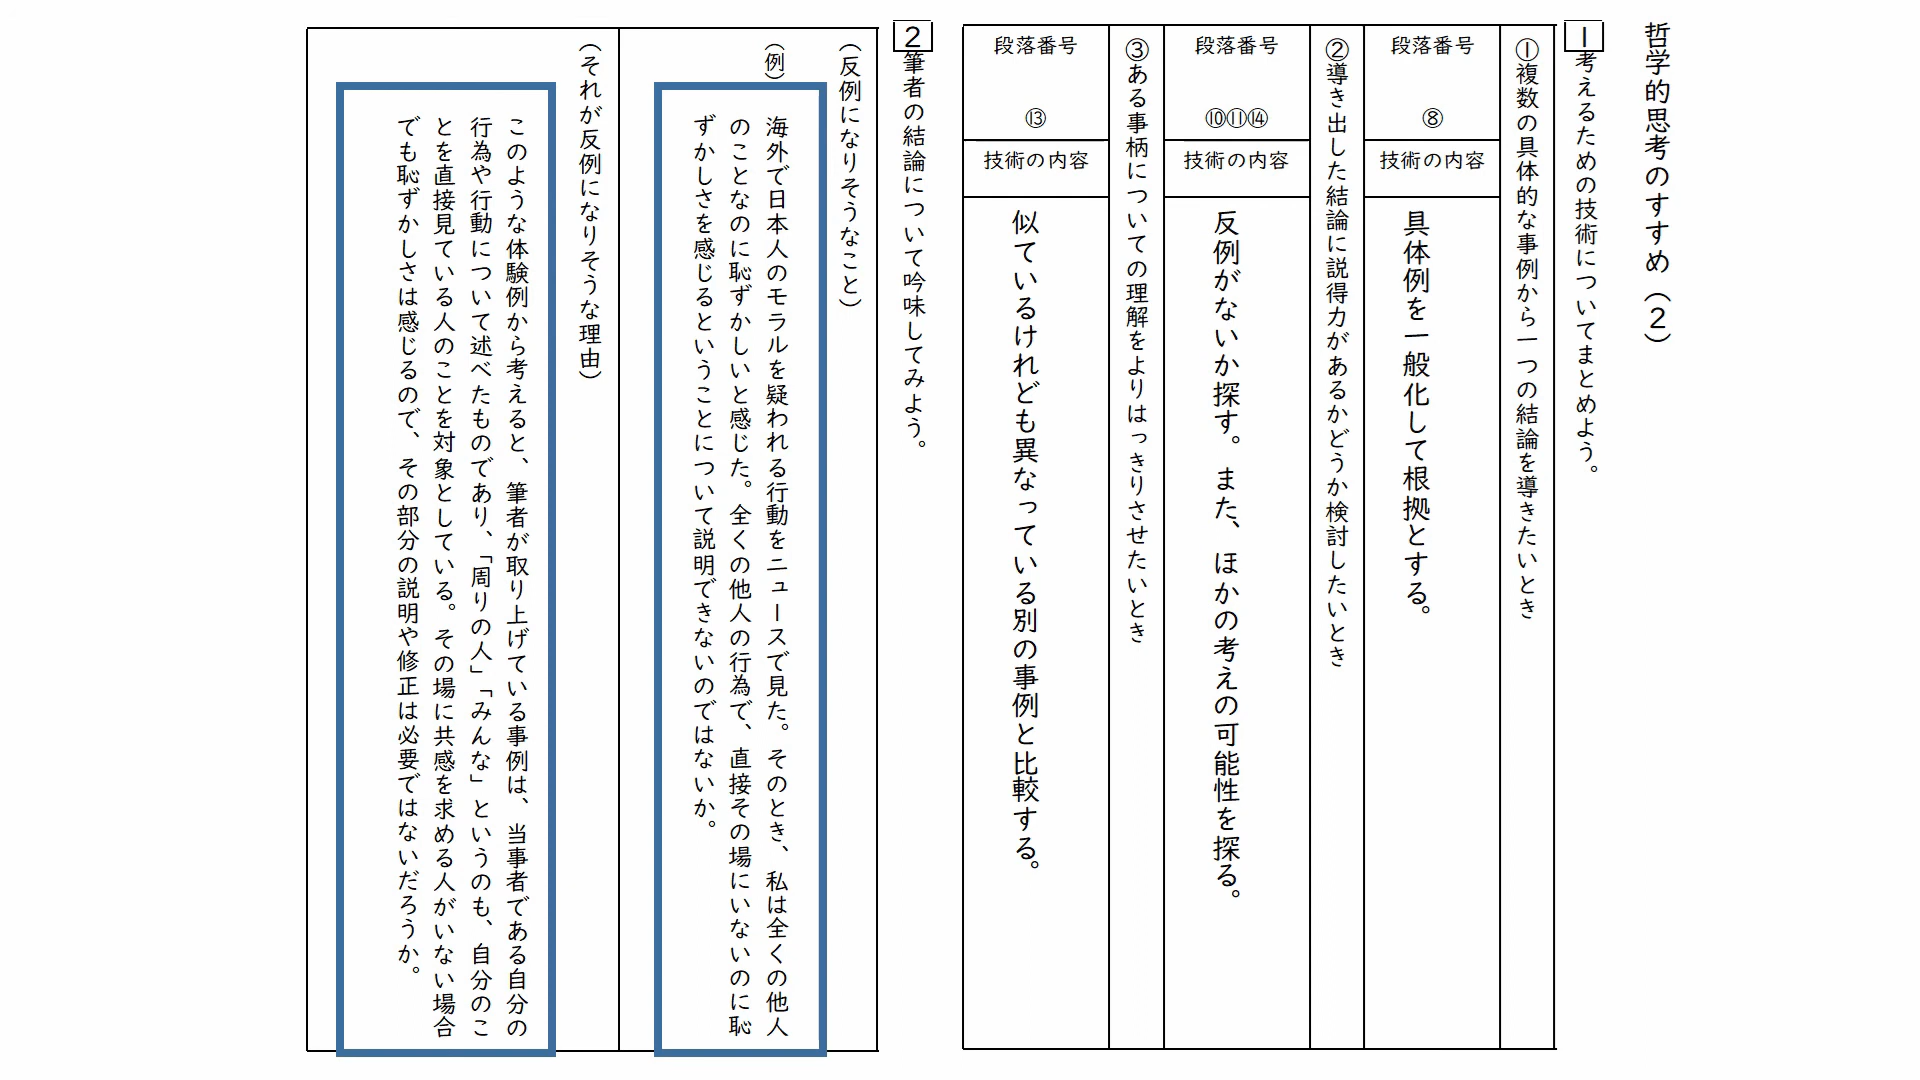 哲学的思考のすすめ（２）
１考えるための技術についてまとめよう。
①複数の具体的な事例から一つの結論を導きたいとき
段落番号
⑧
技術の内容
具体例を一般化して根拠とする。
②導き出した結論に説得力があるかどうか検討したいとき
段落番号
⑩⑪⑭
技術の内容
反例がないか探す。また、ほかの考えの可能性を探る。
③ある事柄についての理解をよりはっきりさせたいとき
段落番号
⑬
技術の内容
似ているけれども異なっている別の事例と比較する。
２筆者の結論について吟味してみよう。
（反例になりそうなこと）
（例）
海外で日本人のモラルを疑われる行動をニュースで見た。そのとき、私は全くの他人
のことなのに恥ずかしいと感じた。全くの他人の行為で、直接その場にいないのに恥
ずかしさを感じるということについて説明できないのではないか。
（それが反例になりそうな理由）
このような体験例から考えると、筆者が取り上げている事例は、当事者である自分の
行為や行動について述べたものであり、「周りの人」「みんな」というのも、自分のこ
とを直接見ている人のことを対象としている。その場に共感を求める人がいない場合
でも恥ずかしさは感じるので、その部分の説明や修正は必要ではないだろうか。